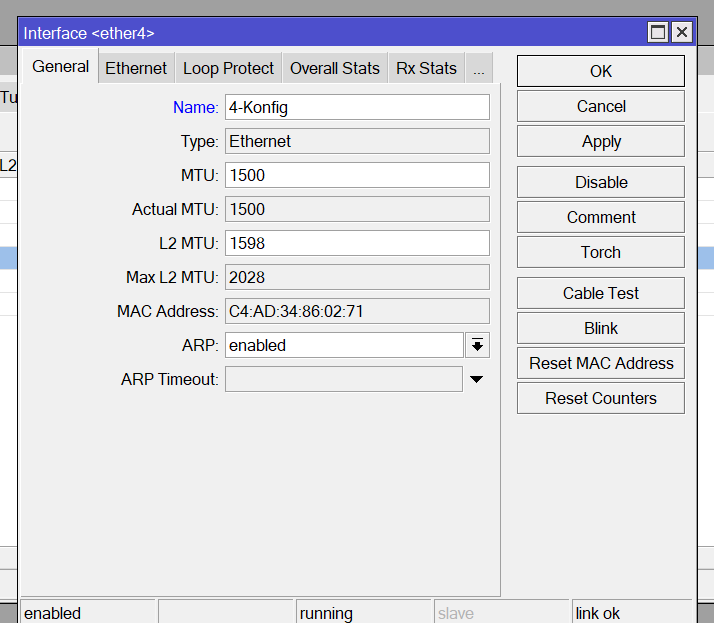 Interface <ether4>
General Ethernet Loop Protect Overall Stats Rx Stats ...
Tu
L2
Name: 4-Konfig
Type: Ethernet
MTU: 1500
Actual MTU: 1500
L2 MTU: 1598
Max L2 MTU: 2028
MAC Address: C4:AD:34:86:02:71
ARP: enabled
ARP Timeout:
OK
Cancel
Apply
Disable
Comment
Torch
Cable Test
Blink
Reset MAC Address
Reset Counters
enabled running slave link ok